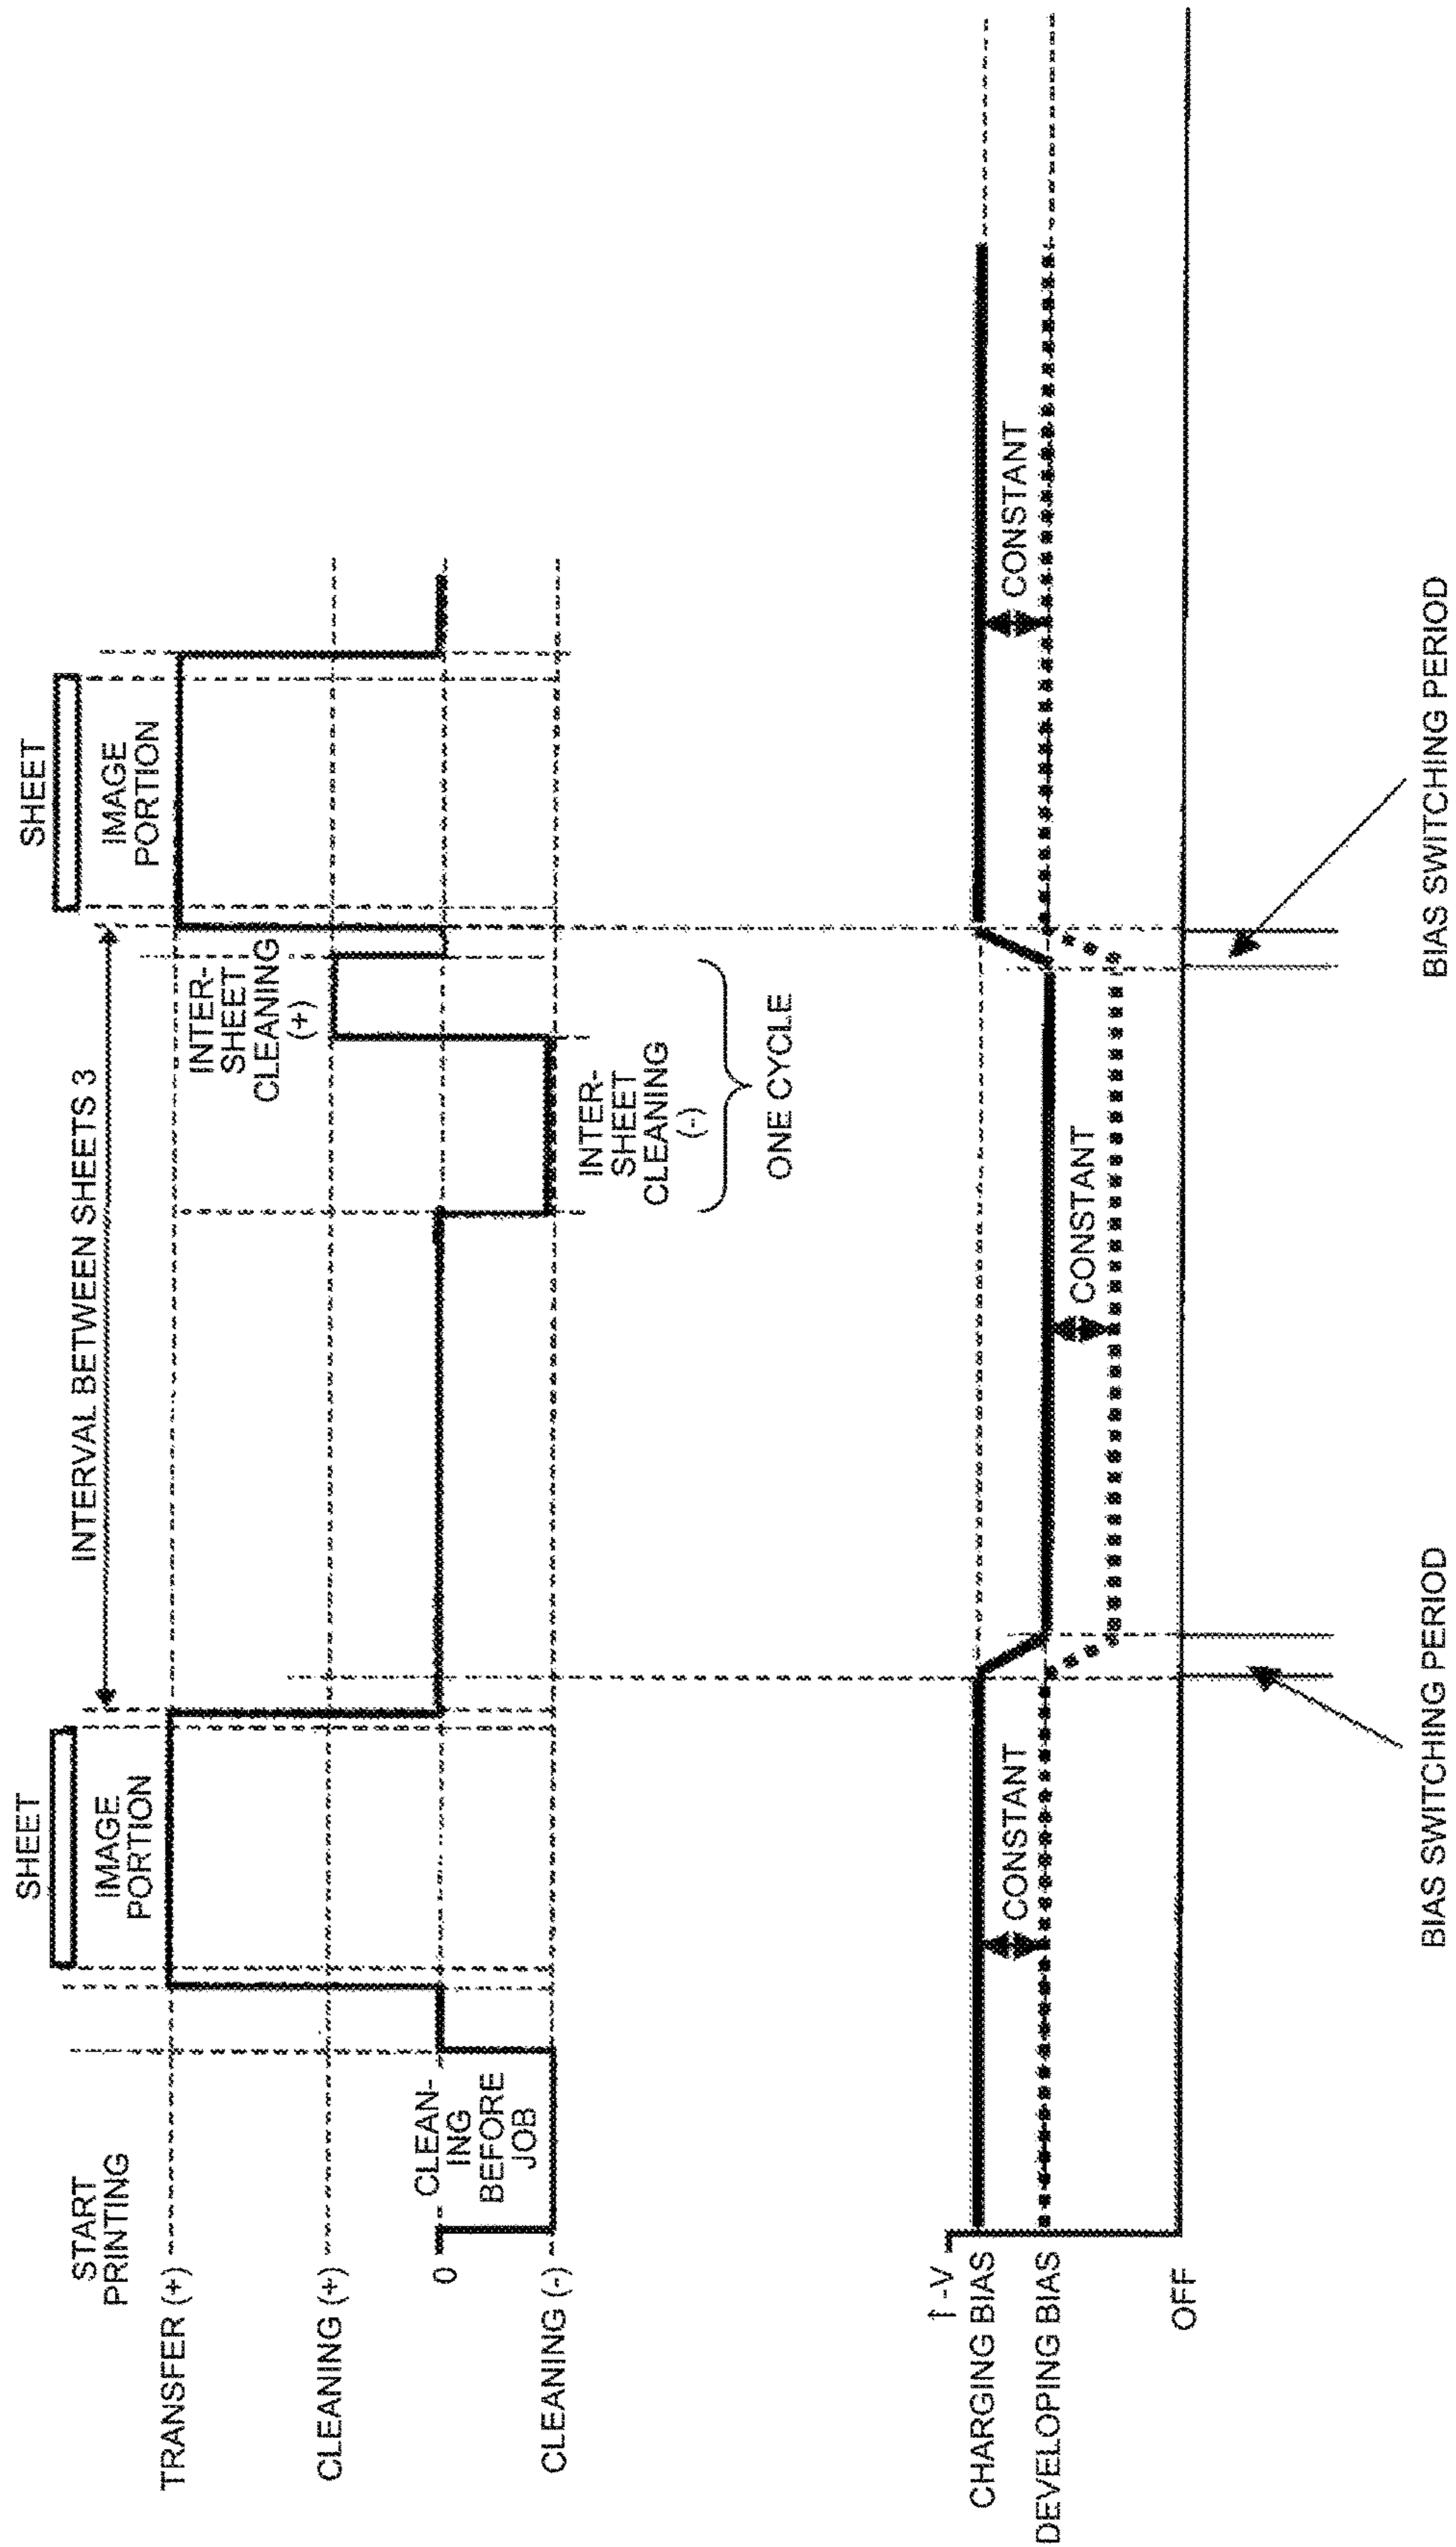 START
PRINTING
SHEET
IMAGE
PORTION
INTERVAL BETWEEN SHEETS 3
SHEET
IMAGE
PORTION
TRANSFER (+)
CLEANING (+)
0
CLEANING (-)
CLEAN-
ING
BEFORE
JOB
INTER-
SHEET
CLEANING
(+)
INTER-
SHEET
CLEANING
(-)
ONE CYCLE
↑ -V
CHARGING BIAS
DEVELOPING BIAS
OFF
CONSTANT
CONSTANT
CONSTANT
BIAS SWITCHING PERIOD
BIAS SWITCHING PERIOD